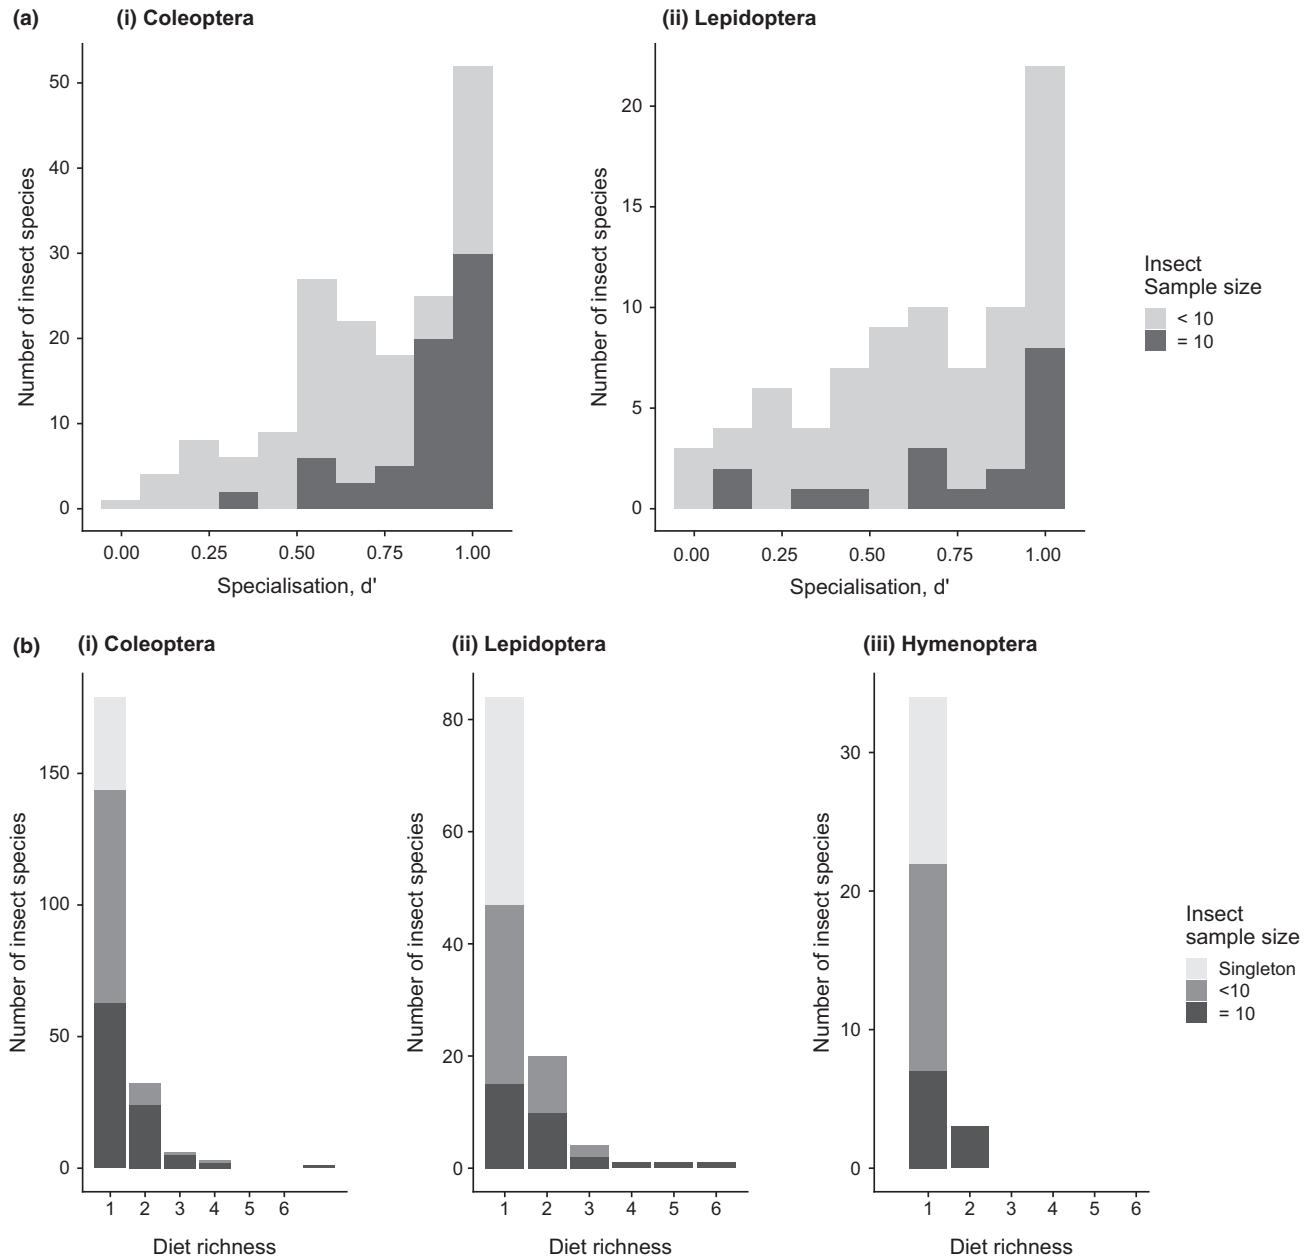 (a)
(i) Coleoptera
(ii) Lepidoptera
50
40
30
20
10
0
Number of insect species
0.00 0.25 0.50 0.75 1.00
Specialisation, d'
20
15
10
5
0
Number of insect species
0.00 0.25 0.50 0.75 1.00
Specialisation, d'
Insect
Sample size
< 10
= 10
(b)
(i) Coleoptera
(ii) Lepidoptera
(iii) Hymenoptera
150
100
50
0
Number of insect species
1 2 3 4 5 6
Diet richness
80
60
40
20
0
Number of insect species
1 2 3 4 5 6
Diet richness
30
20
10
0
Number of insect species
1 2 3 4 5 6
Diet richness
Insect
sample size
Singleton
<10
= 10